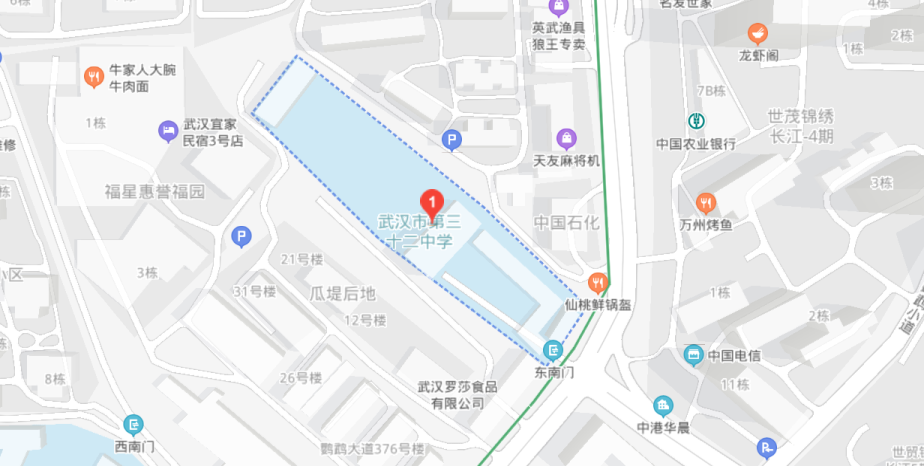 6栋
英武渔具
狼王专卖
名发世家
4栋
1栋
2栋
龙虾阁
牛家人大腕
牛肉面
7B栋
1栋
武汉宜家
民宿3号店
P
中国农业银行
世茂锦绣
长江-4期
维修
天友麻将机
福星惠誉福园
1
3栋
武汉市第三
十二中学
中国石化
万州烤鱼
P
21号楼
3栋
小区
31号楼
瓜堤后地
仙桃鲜锅盔
1栋
12号楼
2栋
中国电信
东南门
26号楼
8栋
武汉罗莎食品
有限公司
11栋
西南门
中港华晨
鹦鹉大道376号楼